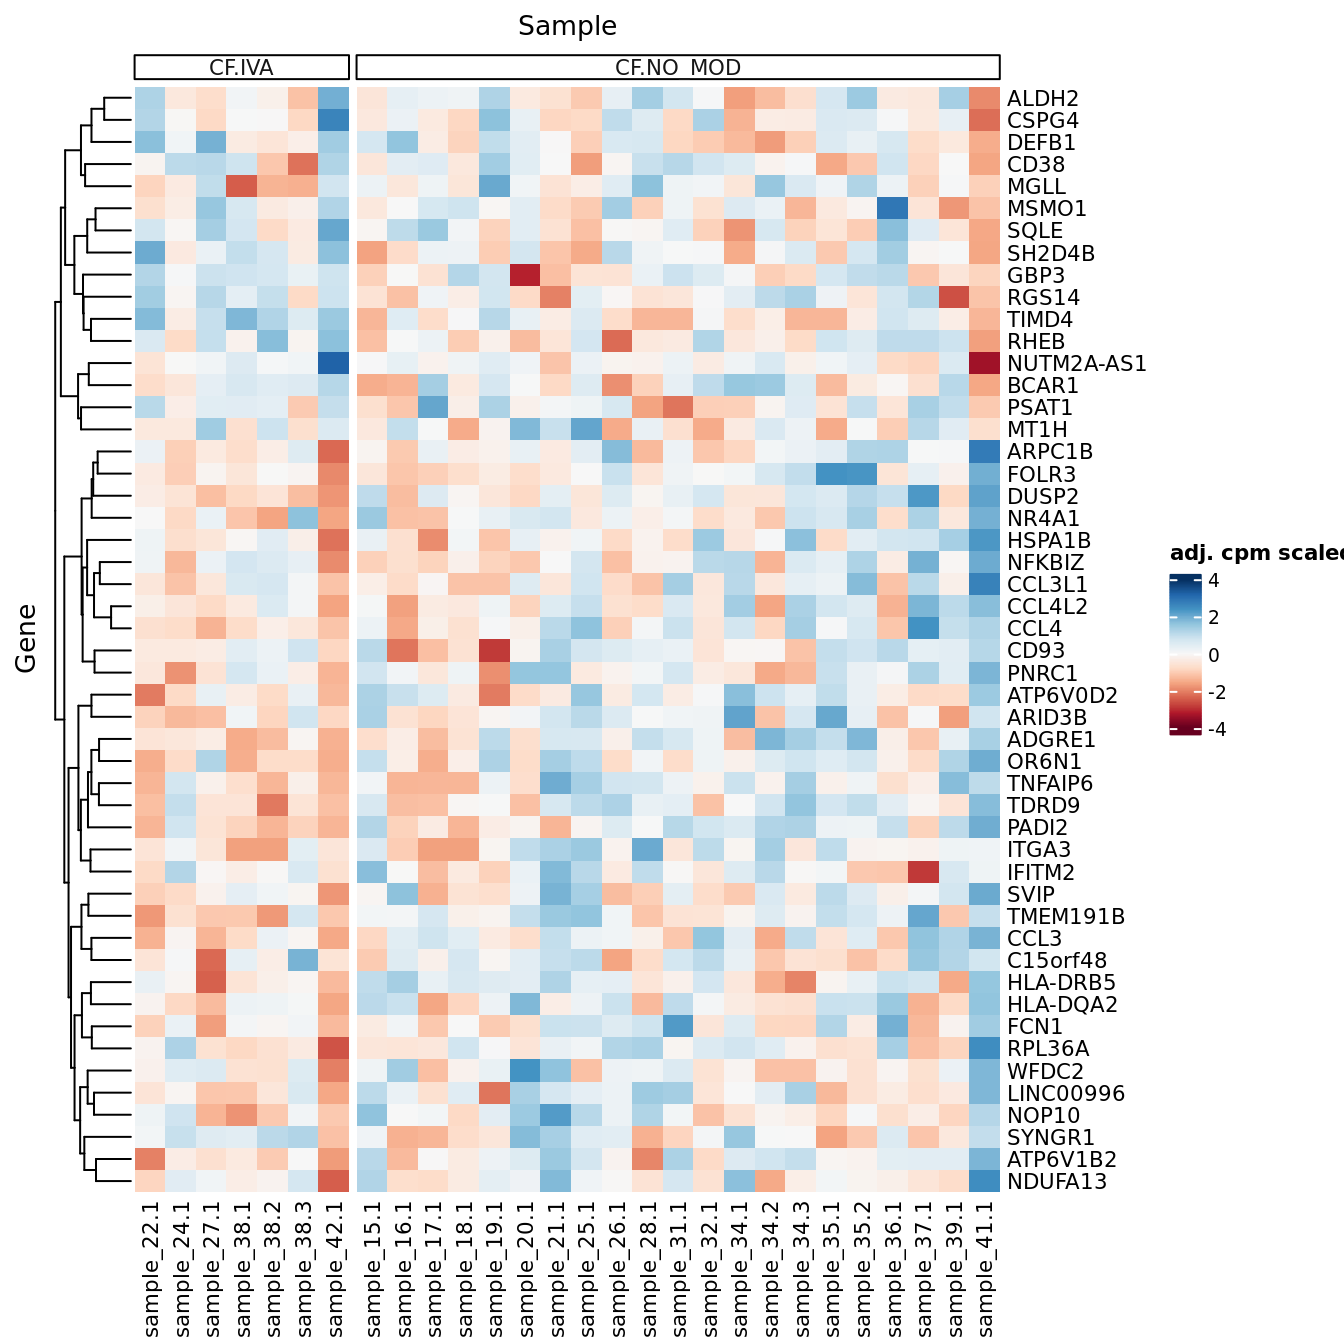 Sample
CF.IVA
CF.NO_MOD
Gene
ALDH2
CSPG4
DEFB1
CD38
MGLL
MSMO1
SQLE
SH2D4B
GBP3
RGS14
TIMD4
RHEB
NUTM2A-AS1
BCAR1
PSAT1
MT1H
ARPC1B
FOLR3
DUSP2
NR4A1
HSPA1B
NFKBIZ
CCL3L1
CCL4L2
CCL4
CD93
PNRC1
ATP6V0D2
ARID3B
ADGRE1
OR6N1
TNFAIP6
TDRD9
PADI2
ITGA3
IFITM2
SVIP
TMEM191B
CCL3
C15orf48
HLA-DRB5
HLA-DQA2
FCN1
RPL36A
WFDC2
LINC00996
NOP10
SYNGR1
ATP6V1B2
NDUFA13
sample_22.1
sample_24.1
sample_27.1
sample_38.1
sample_38.2
sample_38.3
sample_42.1
sample_15.1
sample_16.1
sample_17.1
sample_18.1
sample_19.1
sample_20.1
sample_21.1
sample_25.1
sample_26.1
sample_28.1
sample_31.1
sample_32.1
sample_34.1
sample_34.2
sample_34.3
sample_35.1
sample_35.2
sample_36.1
sample_37.1
sample_39.1
sample_41.1
adj. cpm scaled
4
2
0
-2
-4